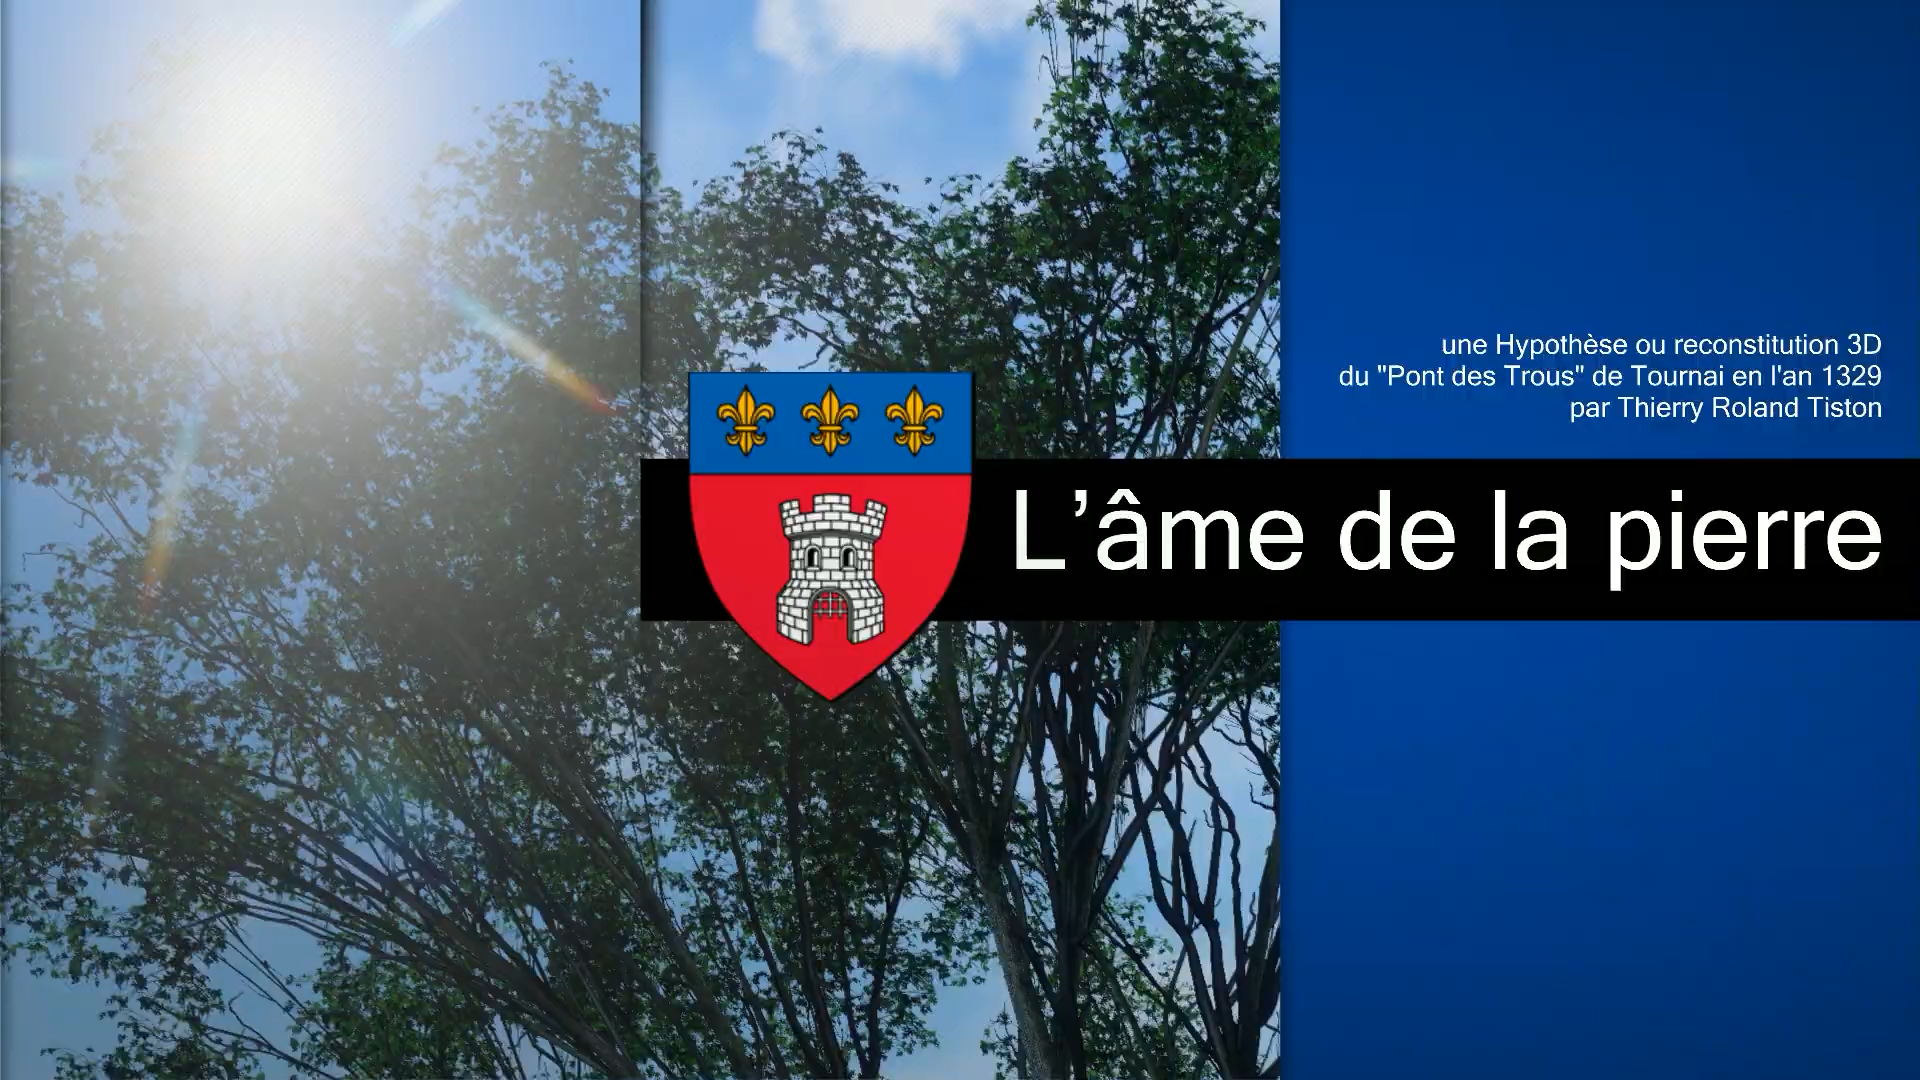 une Hypothèse ou reconstitution 3D
du "Pont des Trous" de Tournai en l'an 1329
par Thierry Roland Tiston
L’âme de la pierre